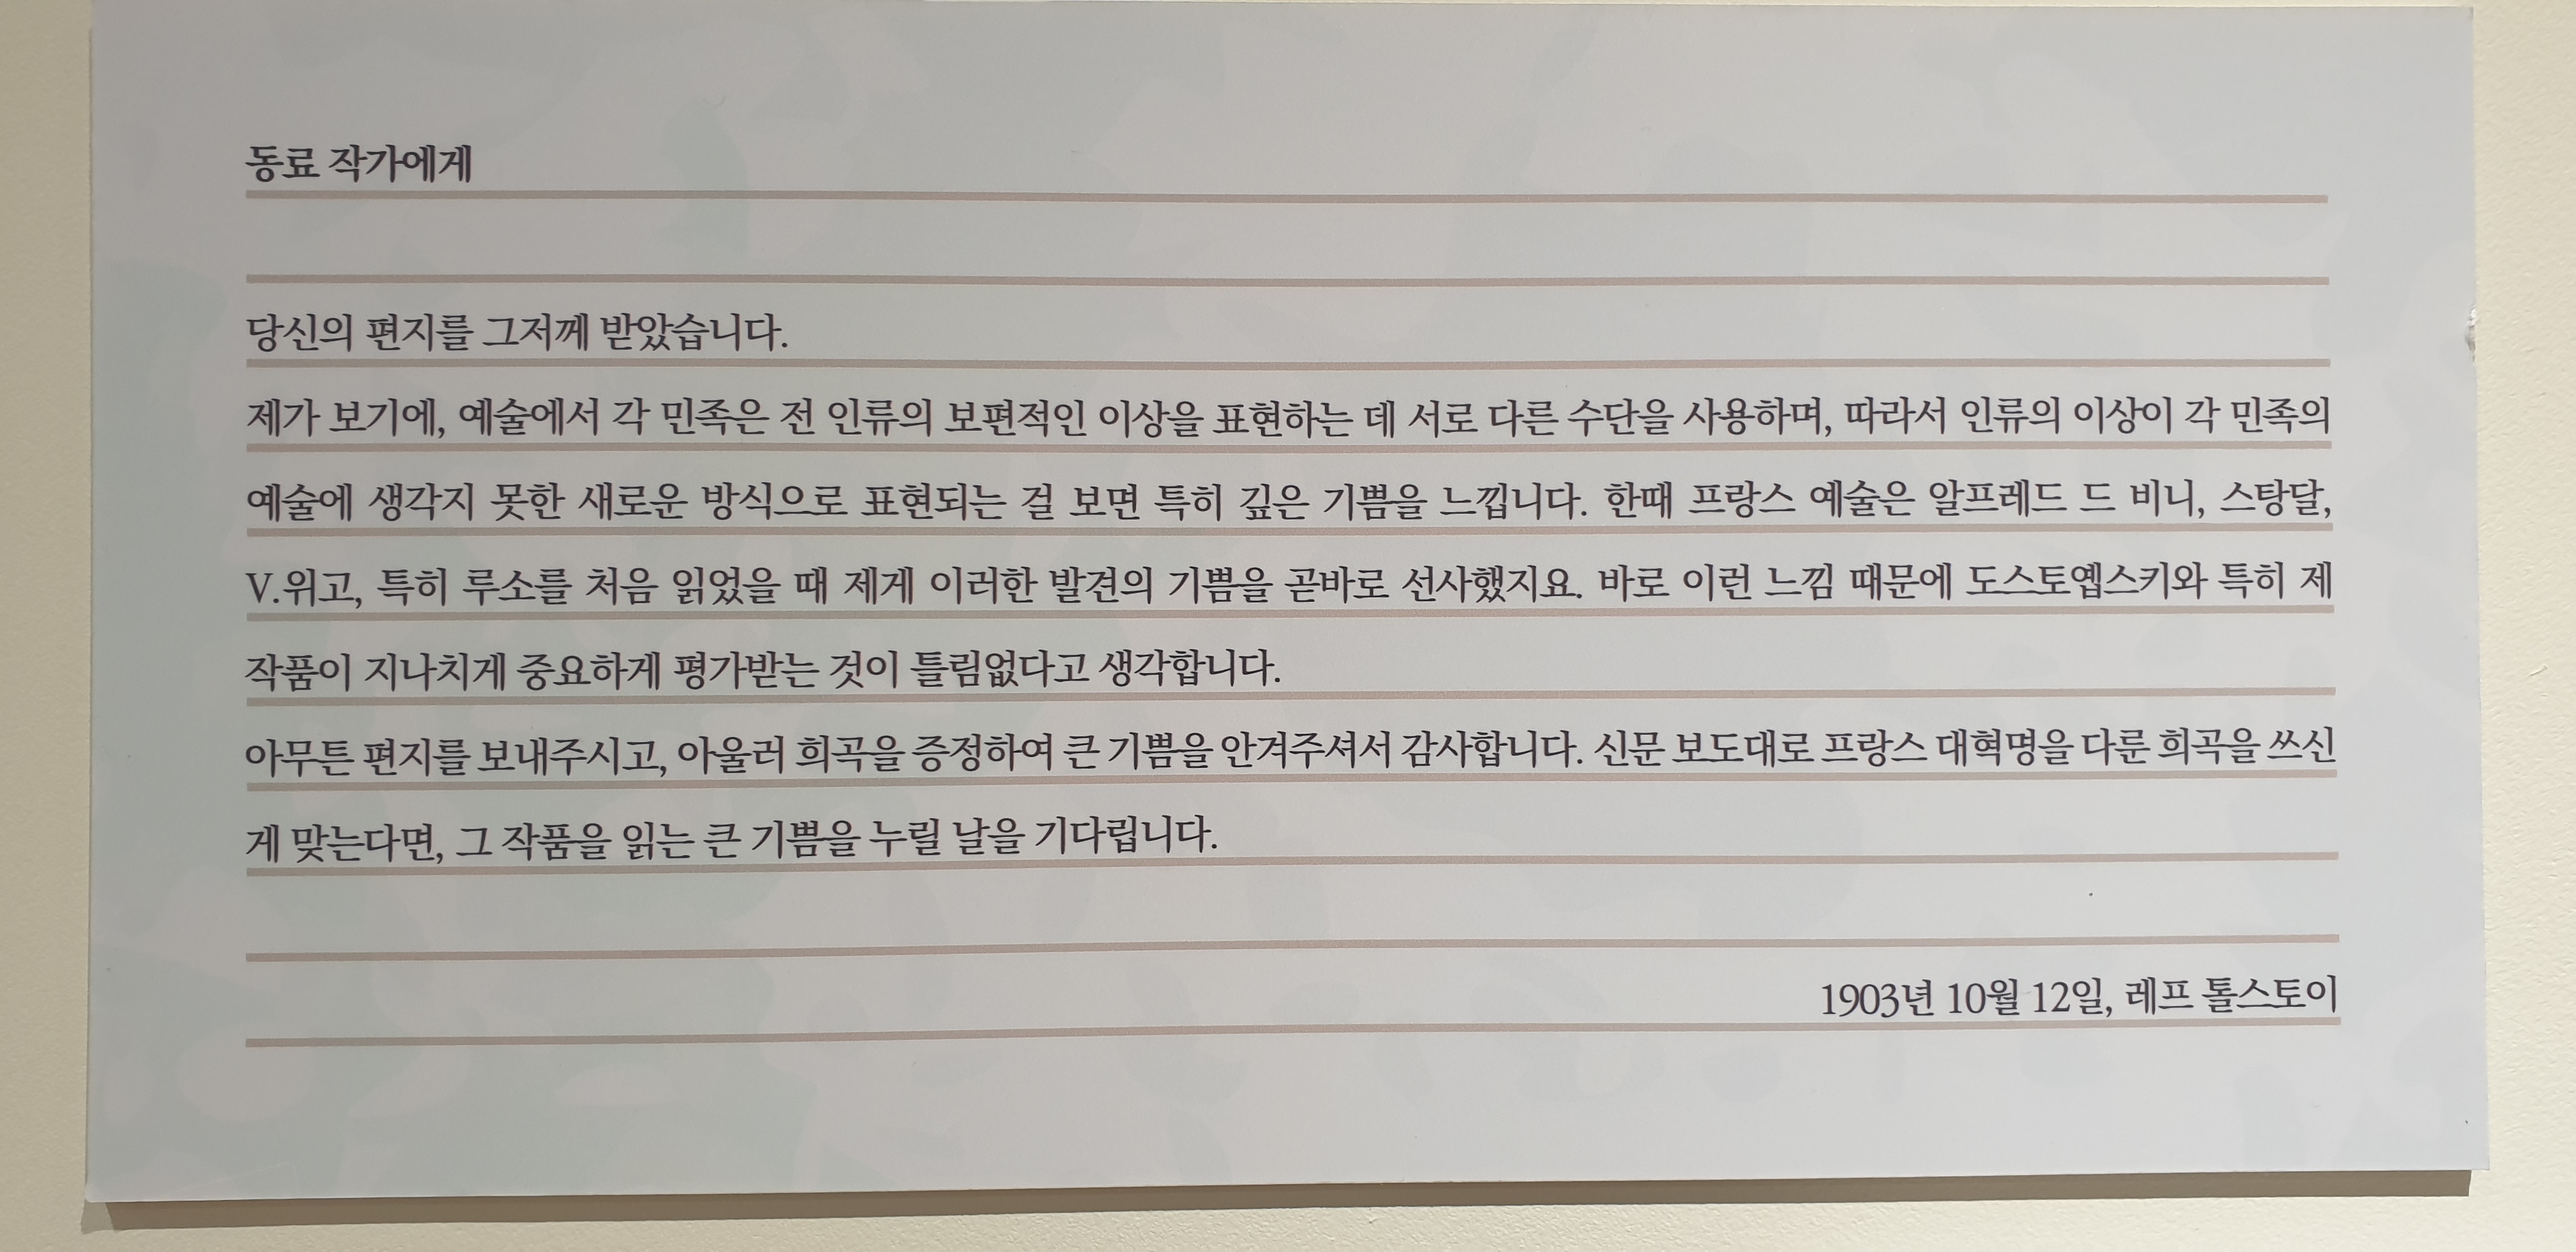 동료 작가에게
당신의 편지를 그저께 받았습니다.
제가 보기에, 예술에서 각 민족은 전 인류의 보편적인 이상을 표현하는 데 서로 다른 수단을 사용하며, 따라서 인류의 이상이 각 민족의
예술에 생각지 못한 새로운 방식으로 표현되는 걸 보면 특히 깊은 기쁨을 느낍니다. 한때 프랑스 예술은 알프레드 드 비니, 스탕달,
V.위고, 특히 루소를 처음 읽었을 때 제게 이러한 발견의 기쁨을 곧바로 선사했지요. 바로 이런 느낌 때문에 도스토옙스키와 특히 제
작품이 지나치게 중요하게 평가받는 것이 틀림없다고 생각합니다.
아무튼 편지를 보내주시고, 아울러 희곡을 증정하여 큰 기쁨을 안겨주셔서 감사합니다. 신문 보도대로 프랑스 대혁명을 다룬 희곡을 쓰신
게 맞는다면, 그 작품을 읽는 큰 기쁨을 누릴 날을 기다립니다.
1903년 10월 12일, 레프 톨스토이